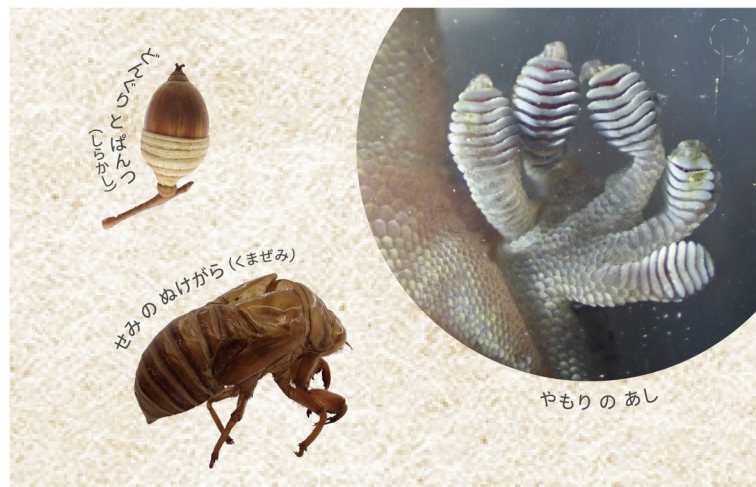 どんぐり と ぱんつ
(しらかし)
せみ の ぬけがら (くまぜみ)
やもり の あし